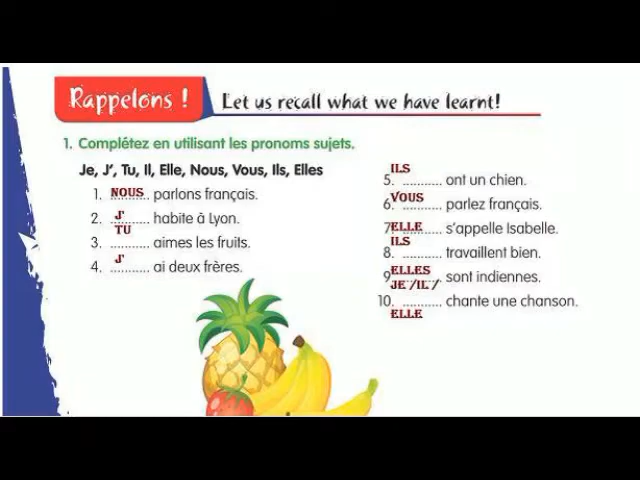 Rappelons !
Let us recall what we have learnt!
1. Complétez en utilisant les pronoms sujets.
Je, J’, Tu, Il, Elle, Nous, Vous, Ils, Elles
1. NOUS ........... parlons français.
2. J' ........... habite à Lyon.
3. TU ........... aimes les fruits.
4. J' ........... ai deux frères.
5. ILS ........... ont un chien.
6. VOUS ........... parlez français.
7. ELLE ........... s’appelle Isabelle.
8. ILS ........... travaillent bien.
9. ELLES ........... sont indiennes.
10. JE /IL / ........... chante une chanson.
ELLE